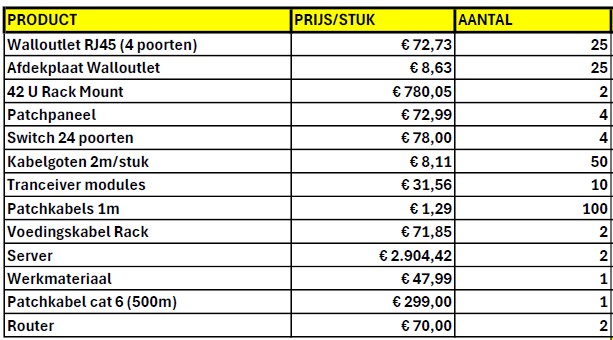 PRODUCT PRIJS/STUK AANTAL
Walloutlet RJ45 (4 poorten) € 72,73 25
Afdekplaat Walloutlet € 8,63 25
42 U Rack Mount € 780,05 2
Patchpaneel € 72,99 4
Switch 24 poorten € 78,00 4
Kabelgoten 2m/stuk € 8,11 50
Tranceiver modules € 31,56 10
Patchkabels 1m € 1,29 100
Voedingskabel Rack € 71,85 2
Server € 2.904,42 2
Werkmateriaal € 47,99 1
Patchkabel cat 6 (500m) € 299,00 1
Router € 70,00 2